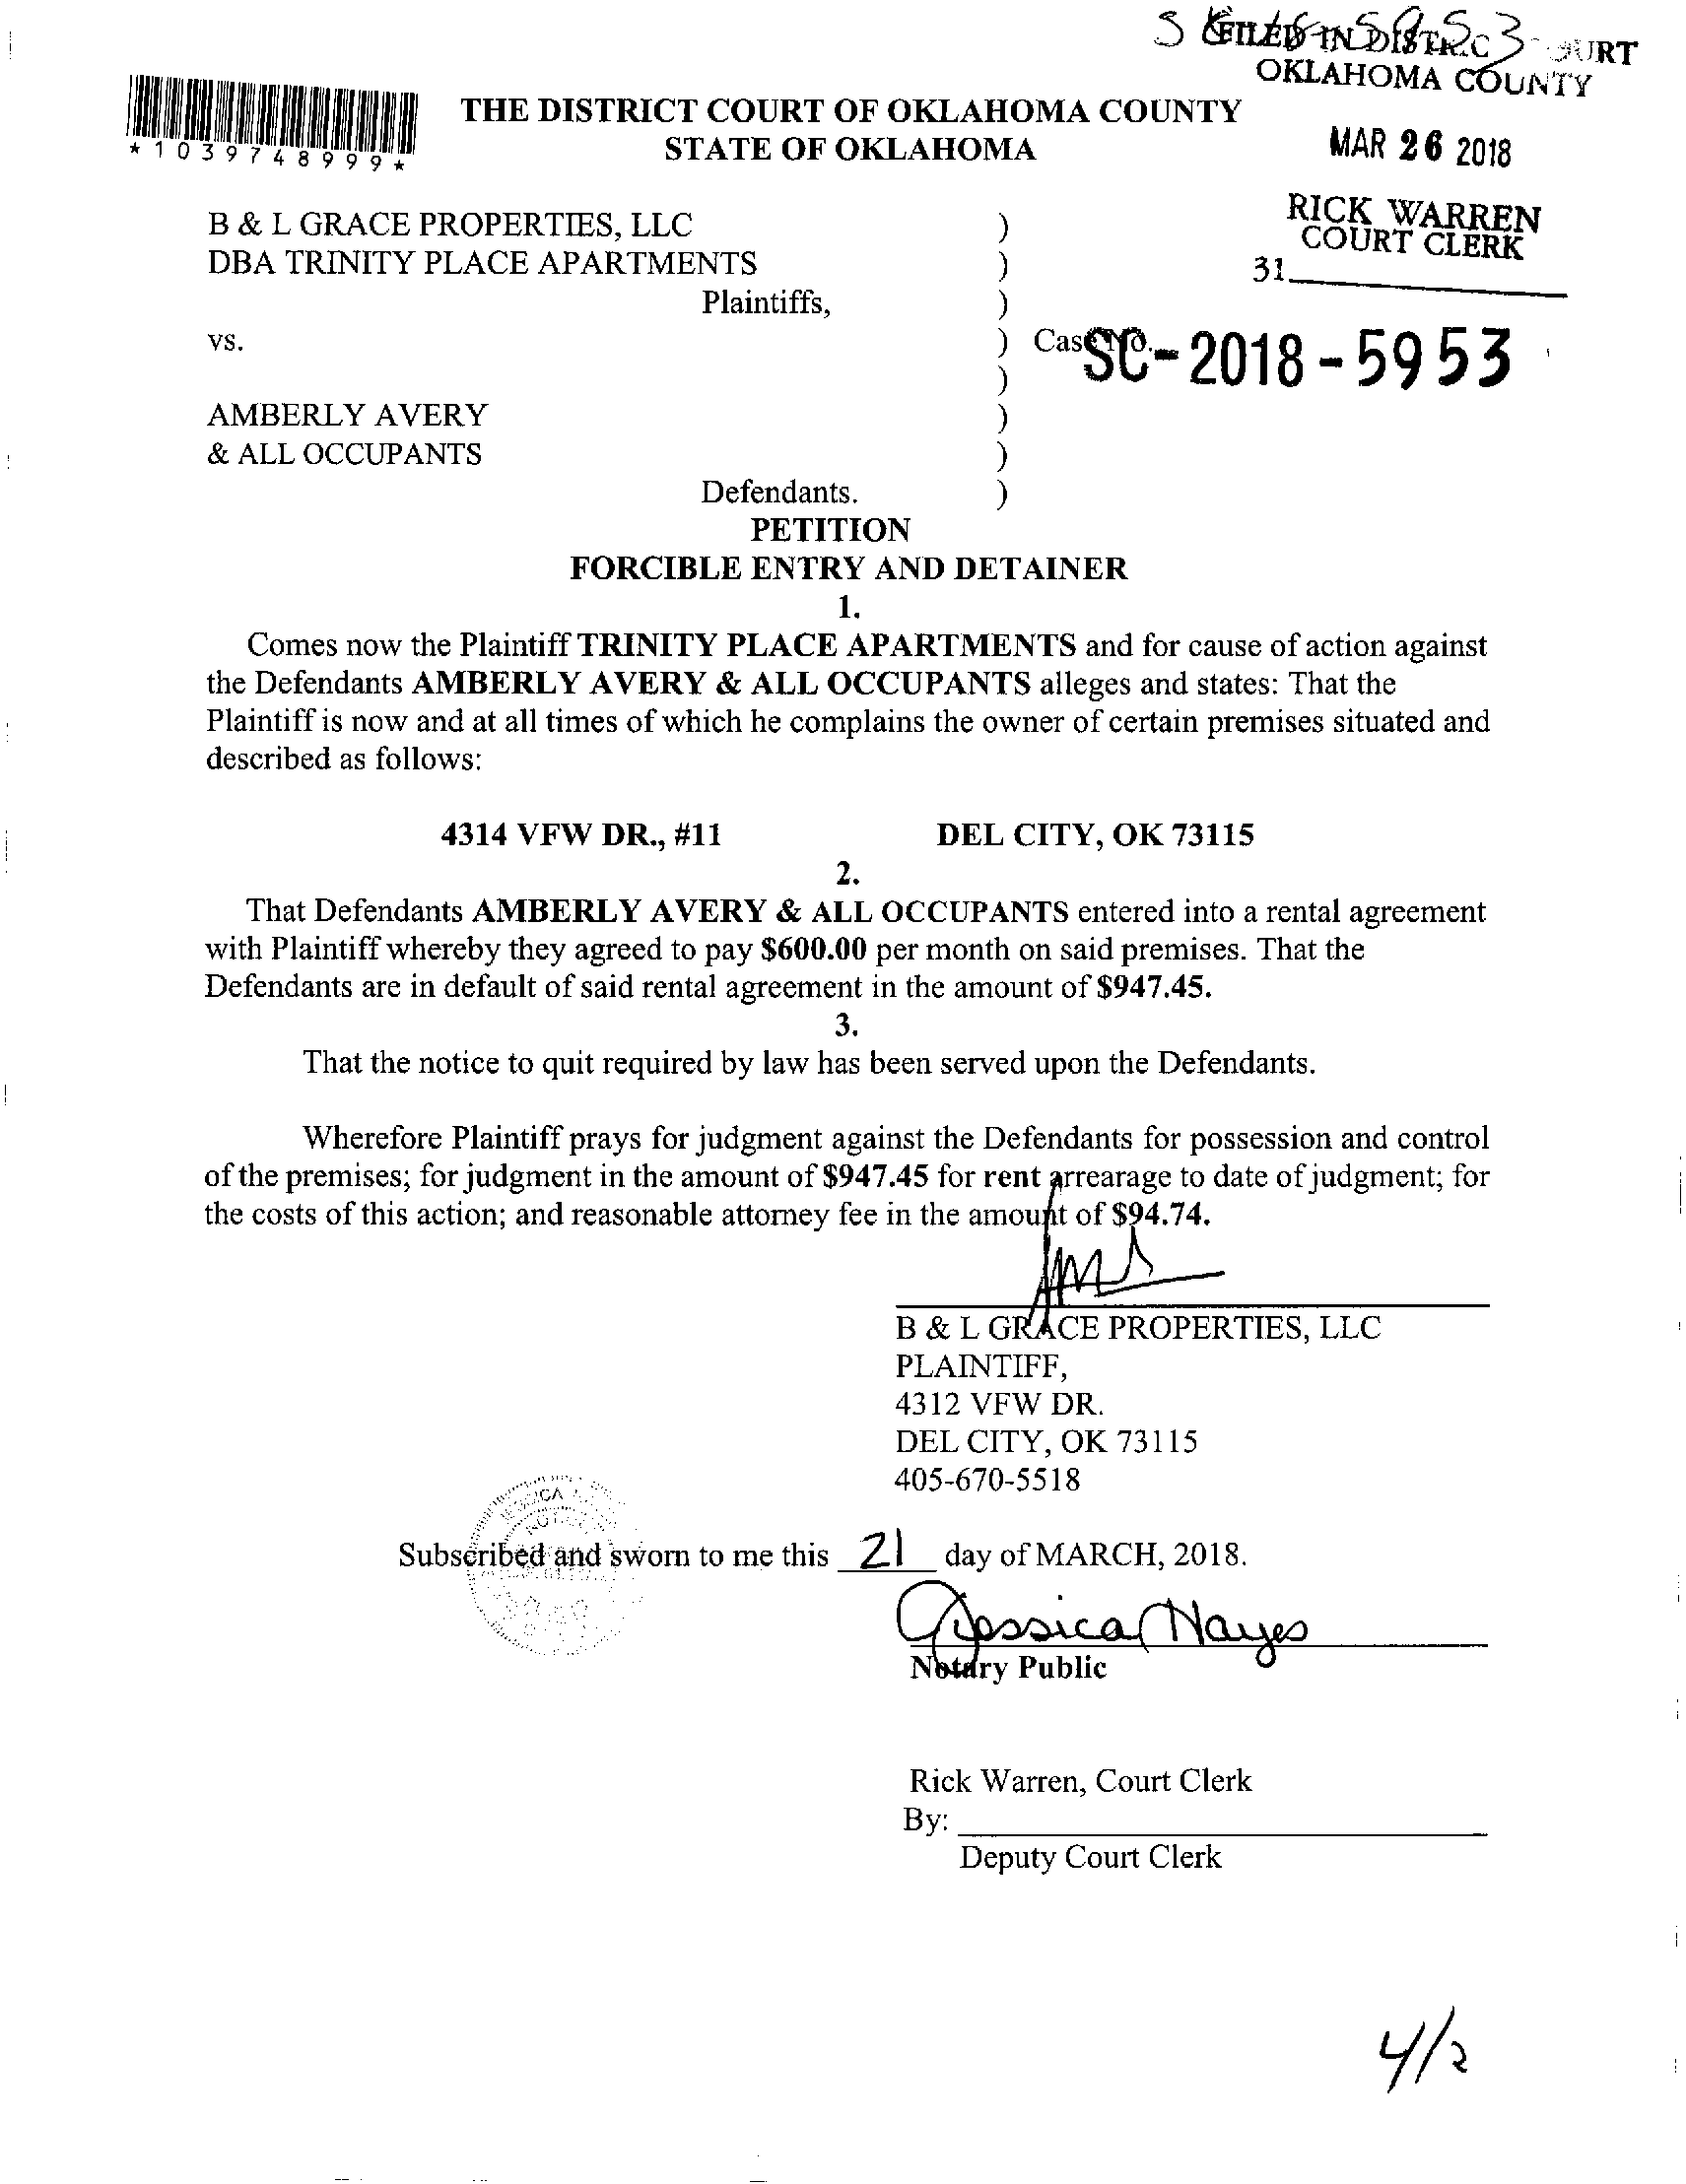 FILED IN DISTRICT COURT
OKLAHOMA COUNTY
MAR 26 2018
RICK WARREN
COURT CLERK
31
*1039748999*
THE DISTRICT COURT OF OKLAHOMA COUNTY
STATE OF OKLAHOMA
B & L GRACE PROPERTIES, LLC )
DBA TRINITY PLACE APARTMENTS )
Plaintiffs, )
vs. ) Case No. SC-2018-5953
)
AMBERLY AVERY )
& ALL OCCUPANTS )
Defendants. )
PETITION
FORCIBLE ENTRY AND DETAINER
1.
Comes now the Plaintiff TRINITY PLACE APARTMENTS and for cause of action against
the Defendants AMBERLY AVERY & ALL OCCUPANTS alleges and states: That the
Plaintiff is now and at all times of which he complains the owner of certain premises situated and
described as follows:
4314 VFW DR., #11 DEL CITY, OK 73115
2.
That Defendants AMBERLY AVERY & ALL OCCUPANTS entered into a rental agreement
with Plaintiff whereby they agreed to pay $600.00 per month on said premises. That the
Defendants are in default of said rental agreement in the amount of $947.45.
3.
That the notice to quit required by law has been served upon the Defendants.
Wherefore Plaintiff prays for judgment against the Defendants for possession and control
of the premises; for judgment in the amount of $947.45 for rent arrearage to date of judgment; for
the costs of this action; and reasonable attorney fee in the amount of $94.74.
B & L GRACE PROPERTIES, LLC
PLAINTIFF,
4312 VFW DR.
DEL CITY, OK 73115
405-670-5518
Subscribed and sworn to me this 21 day of MARCH, 2018.
Jessica Hayes
Notary Public
Rick Warren, Court Clerk
By:
Deputy Court Clerk
4/2